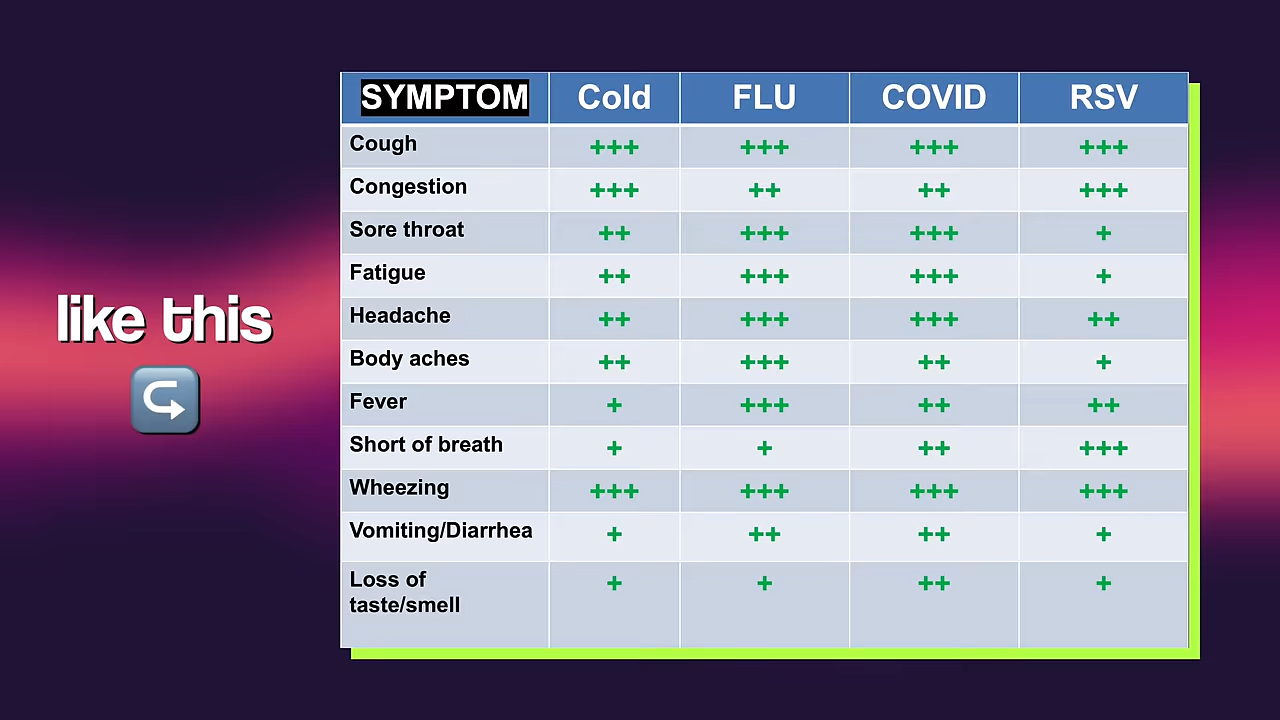 like this
SYMPTOM Cold FLU COVID RSV
Cough +++ +++ +++ +++
Congestion +++ ++ ++ +++
Sore throat ++ +++ +++ +
Fatigue ++ +++ +++ +
Headache ++ +++ +++ ++
Body aches ++ +++ ++ +
Fever + +++ ++ ++
Short of breath + + ++ +++
Wheezing +++ +++ +++ +++
Vomiting/Diarrhea + ++ ++ +
Loss of + + ++ +
taste/smell